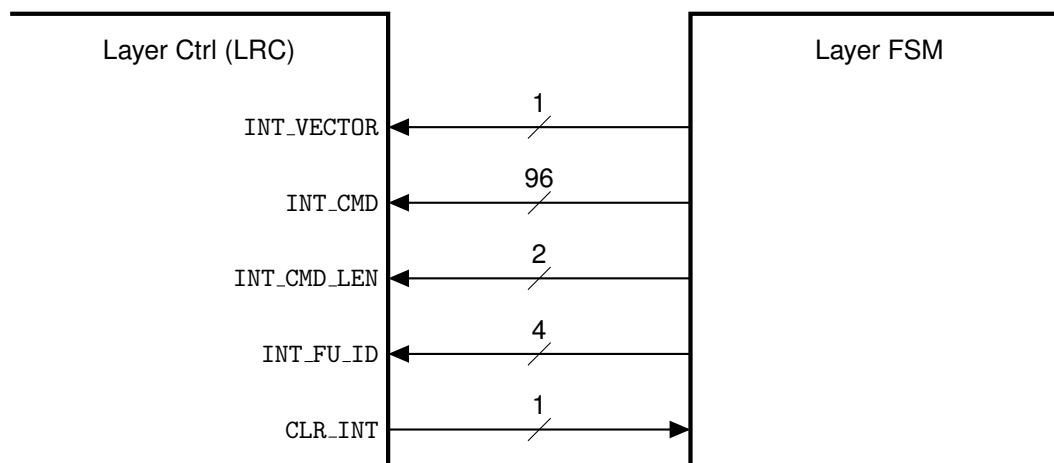 Layer Ctrl (LRC) Layer FSM
INT_VECTOR 1
INT_CMD 96
INT_CMD_LEN 2
INT_FU_ID 4
CLR_INT 1